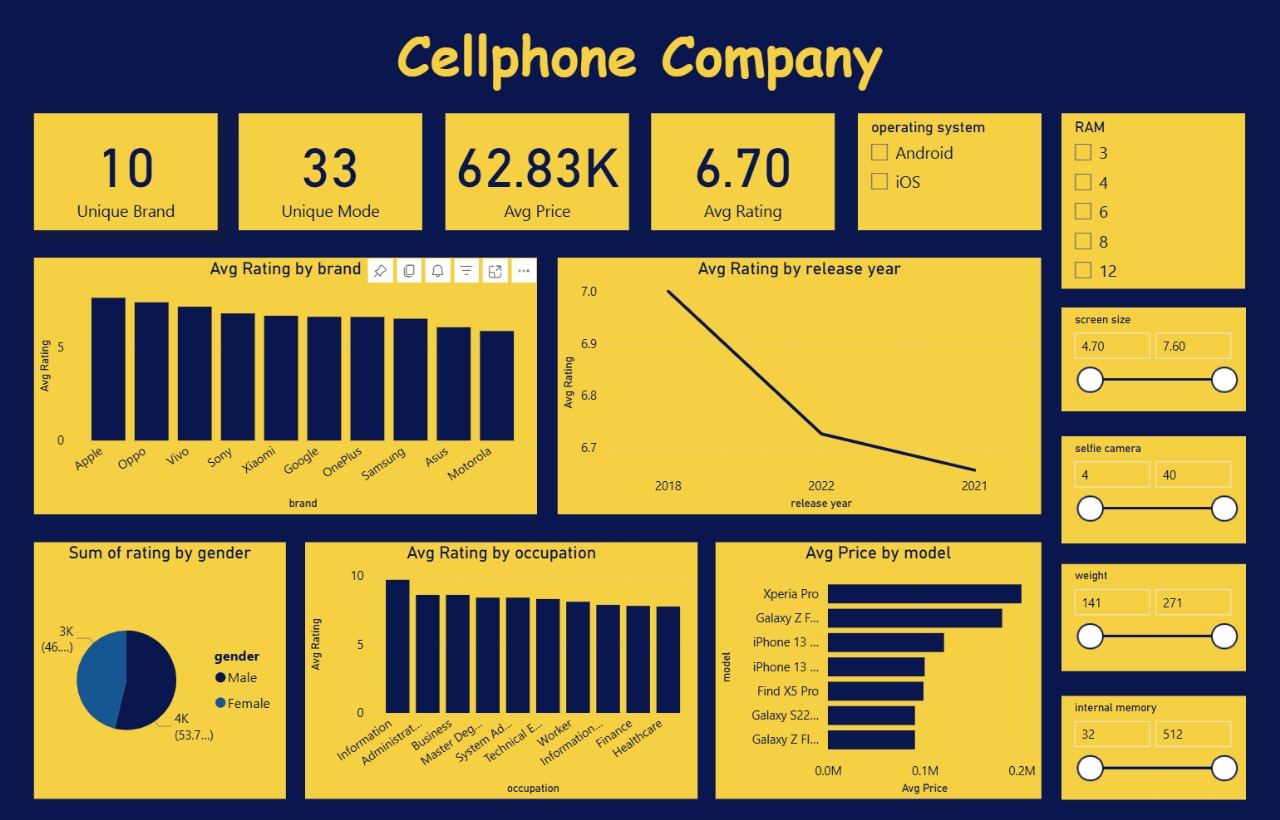 Cellphone Company
10
Unique Brand
33
Unique Mode
62.83K
Avg Price
6.70
Avg Rating
operating system
Android
iOS
RAM
3
4
6
8
12
Avg Rating by brand
Avg Rating
5
0
Apple
Oppo
Vivo
Sony
Xiaomi
Google
OnePlus
Samsung
Asus
Motorola
brand
Avg Rating by release year
Avg Rating
7.0
6.9
6.8
6.7
2018
2022
2021
release year
screen size
4.70
7.60
selfie camera
4
40
weight
141
271
internal memory
32
512
Sum of rating by gender
3K
(46....)
4K
(53.7...)
gender
Male
Female
Avg Rating by occupation
Avg Rating
10
5
0
Information
Administrat...
Business
Master Deg...
System Ad...
Technical E...
Worker
Information...
Finance
Healthcare
occupation
Avg Price by model
model
Xperia Pro
Galaxy Z F...
iPhone 13 ...
iPhone 13 ...
Find X5 Pro
Galaxy S22...
Galaxy Z Fl...
0.0M
0.1M
0.2M
Avg Price